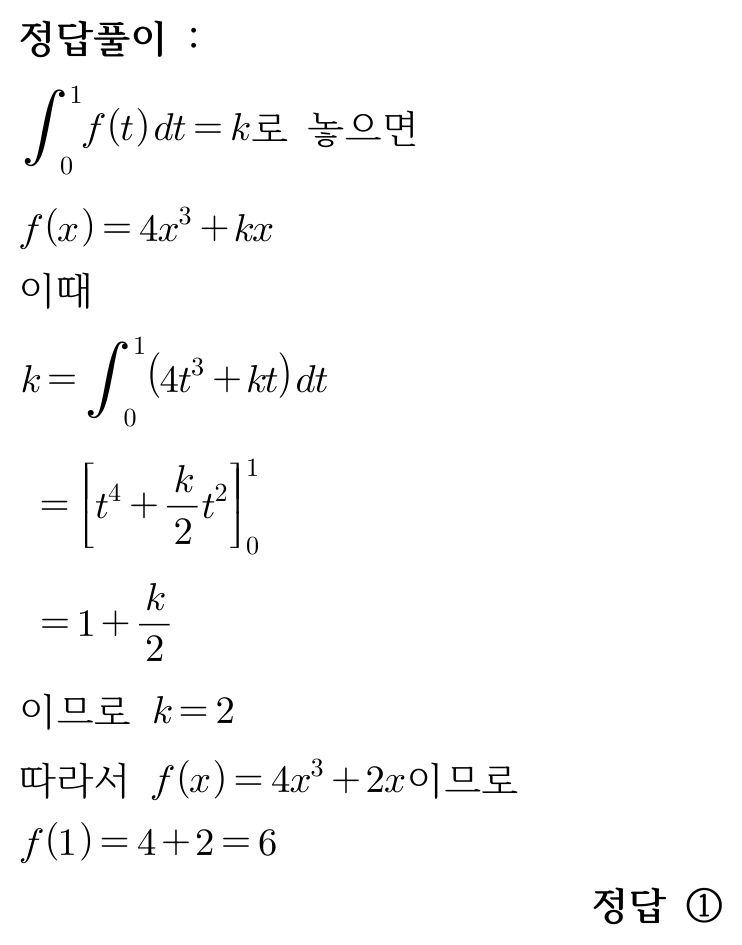 정답풀이 :
∫₀¹ f(t)dt = k로 놓으면
f(x) = 4x³ + kx
이때
k = ∫₀¹ (4t³ + kt)dt
= [t⁴ + k/2 t²]₀¹
= 1 + k/2
이므로 k = 2
따라서 f(x) = 4x³ + 2x이므로
f(1) = 4 + 2 = 6
정답 ①